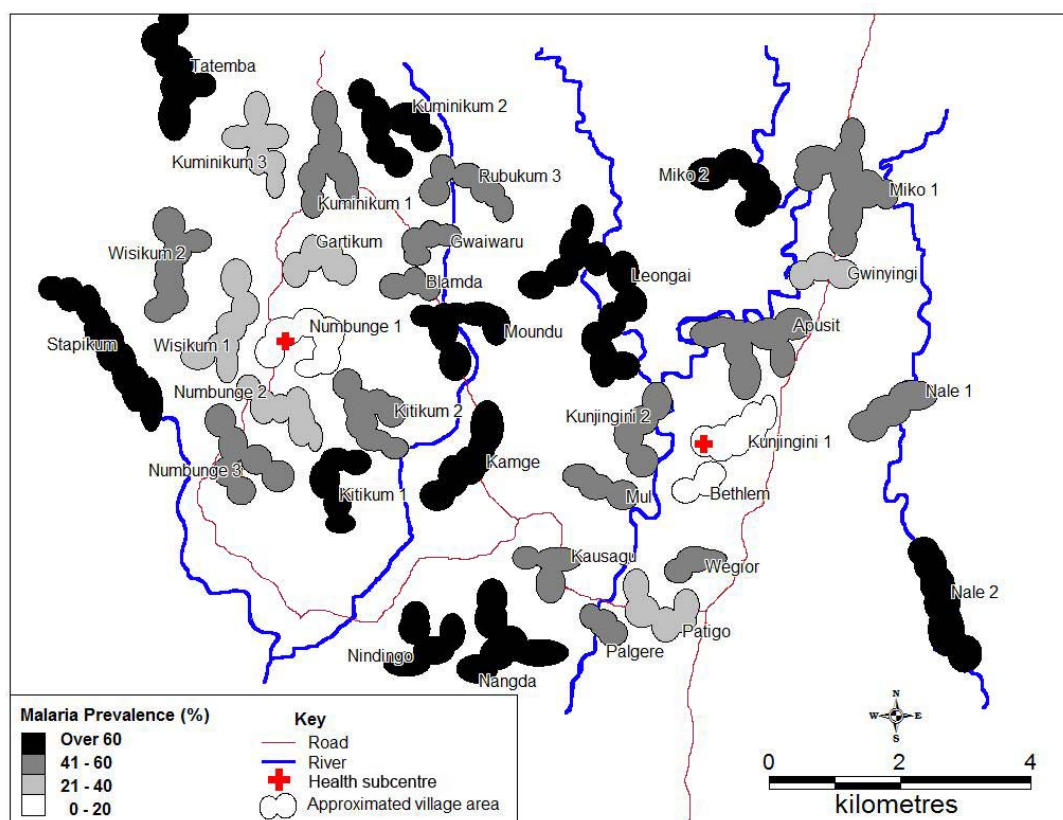 Tatemba
Kuminikum 2
Kuminikum 3
Rubukum 3
Miko 2
Miko 1
Kuminikum 1
Gartikum
Gwaiwaru
Wisikum 2
Blamda
Leongai
Gwinyingi
Numbunge 1
Moundu
Apusit
Stapikum
Wisikum 1
Numbunge 2
Kitikum 2
Kunjingini 2
Nale 1
Kunjingini 1
Numbunge 3
Kamge
Kitikum 1
Mul
Bethlem
Kausagu
Wegior
Nale 2
Nindingo
Nangda
Palgere
Patigo
N
W E
S
Malaria Prevalence (%)
Over 60
41 - 60
21 - 40
0 - 20
Key
Road
River
Health subcentre
Approximated village area
0 2 4
kilometres